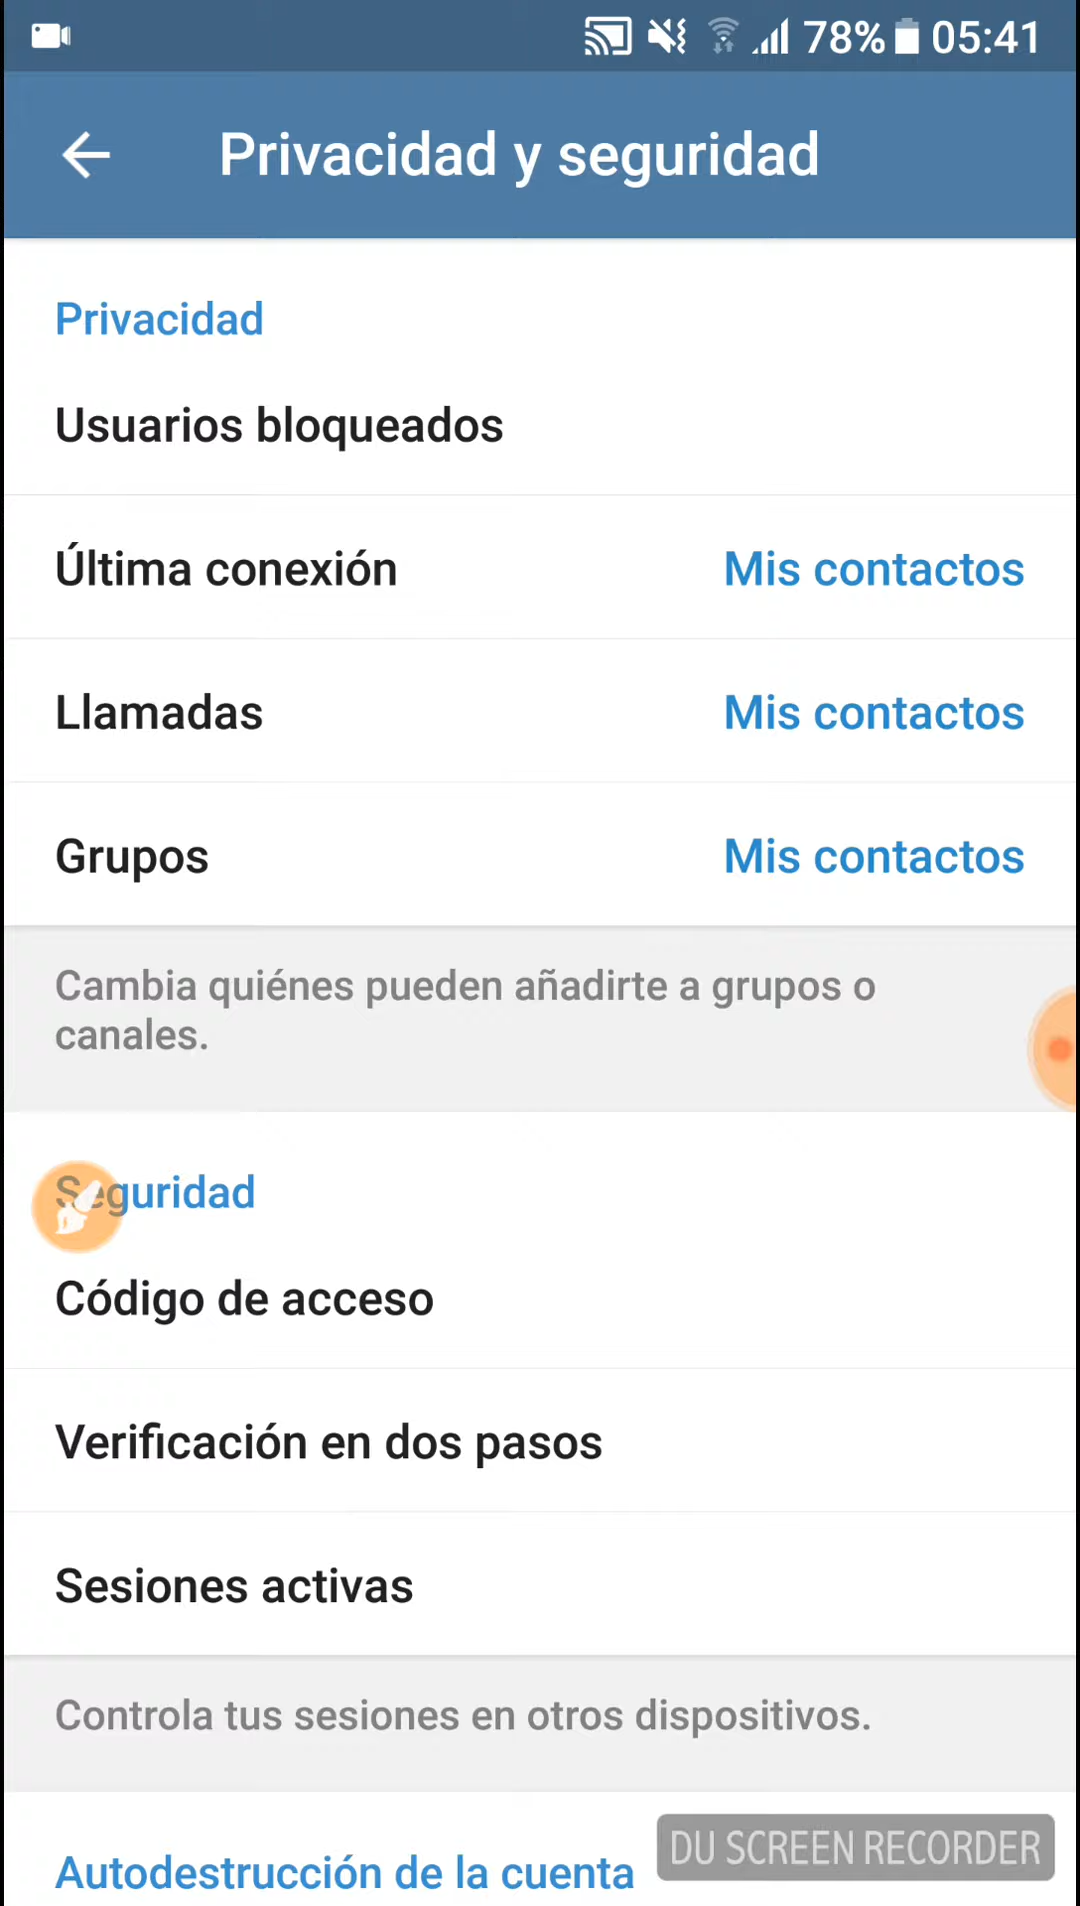 78% 05:41
Privacidad y seguridad
Privacidad
Usuarios bloqueados
Última conexión Mis contactos
Llamadas Mis contactos
Grupos Mis contactos
Cambia quiénes pueden añadirte a grupos o
canales.
Seguridad
Código de acceso
Verificación en dos pasos
Sesiones activas
Controla tus sesiones en otros dispositivos.
DU SCREEN RECORDER
Autodestrucción de la cuenta